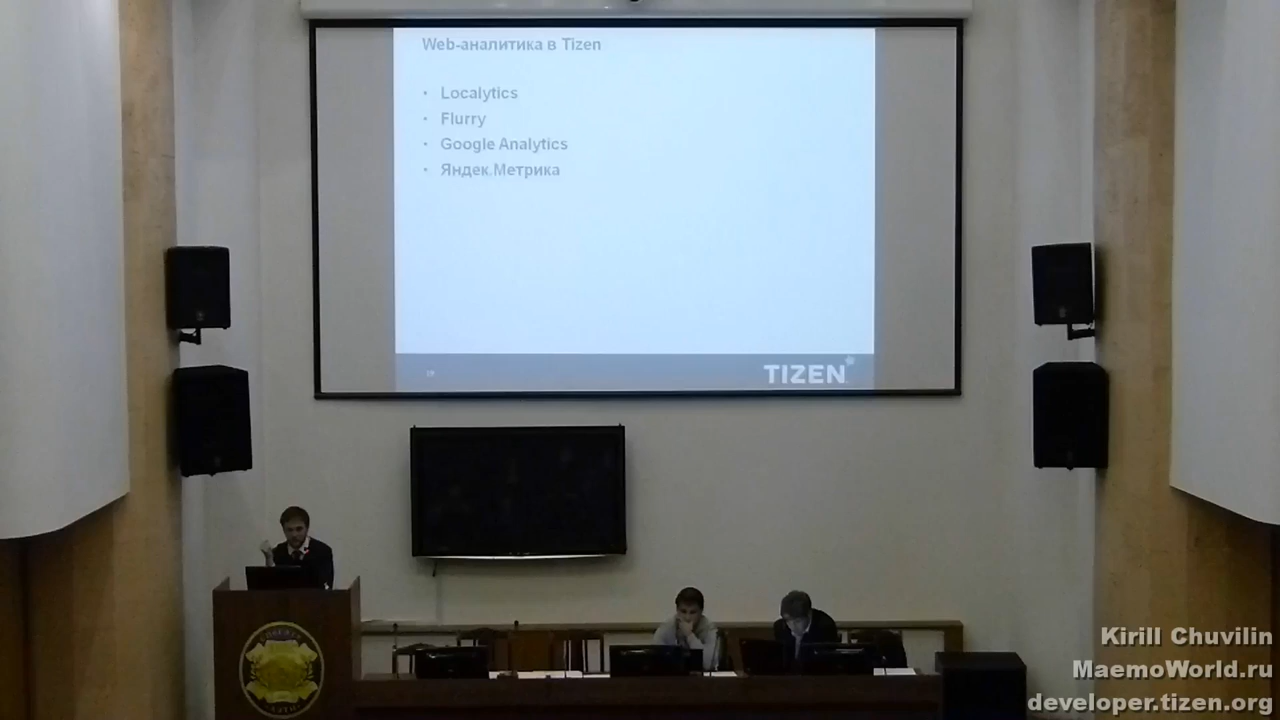 Web-аналитика в Tizen
• Localytics
• Flurry
• Google Analytics
• Яндек.Метрика
TIZEN
Kirill Chuvilin
MaemoWorld.ru
developer.tizen.org